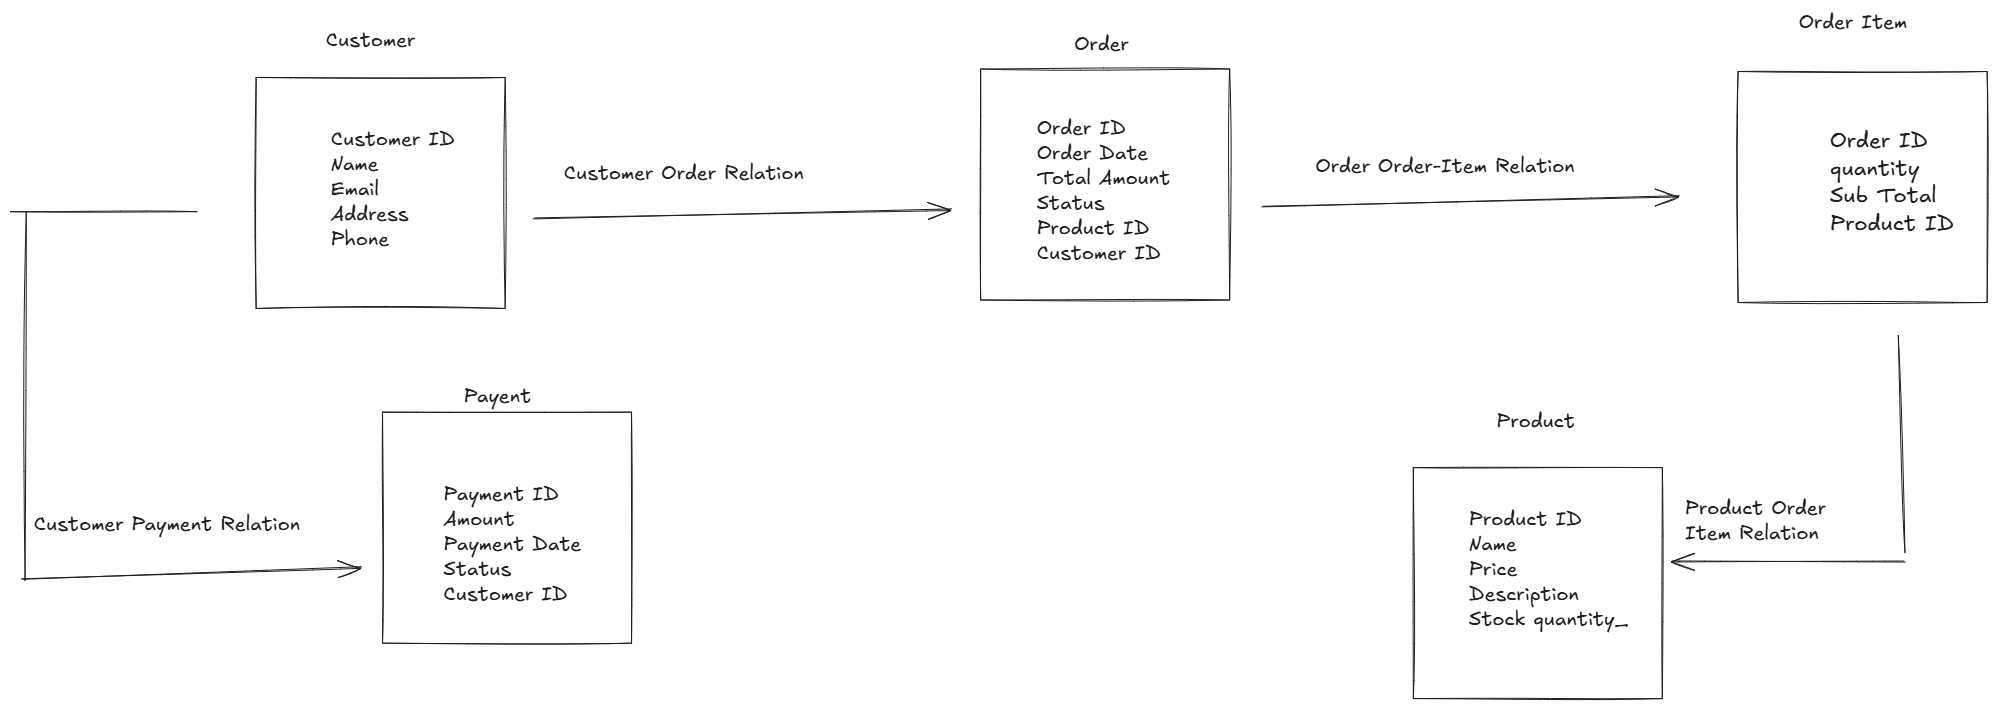 Customer
Customer ID
Name
Email
Address
Phone
Customer Order Relation
Order
Order ID
Order Date
Total Amount
Status
Product ID
Customer ID
Order Order-Item Relation
Order Item
Order ID
quantity
Sub Total
Product ID
Customer Payment Relation
Payent
Payment ID
Amount
Payment Date
Status
Customer ID
Product
Product ID
Name
Price
Description
Stock quantity_
Product Order
Item Relation